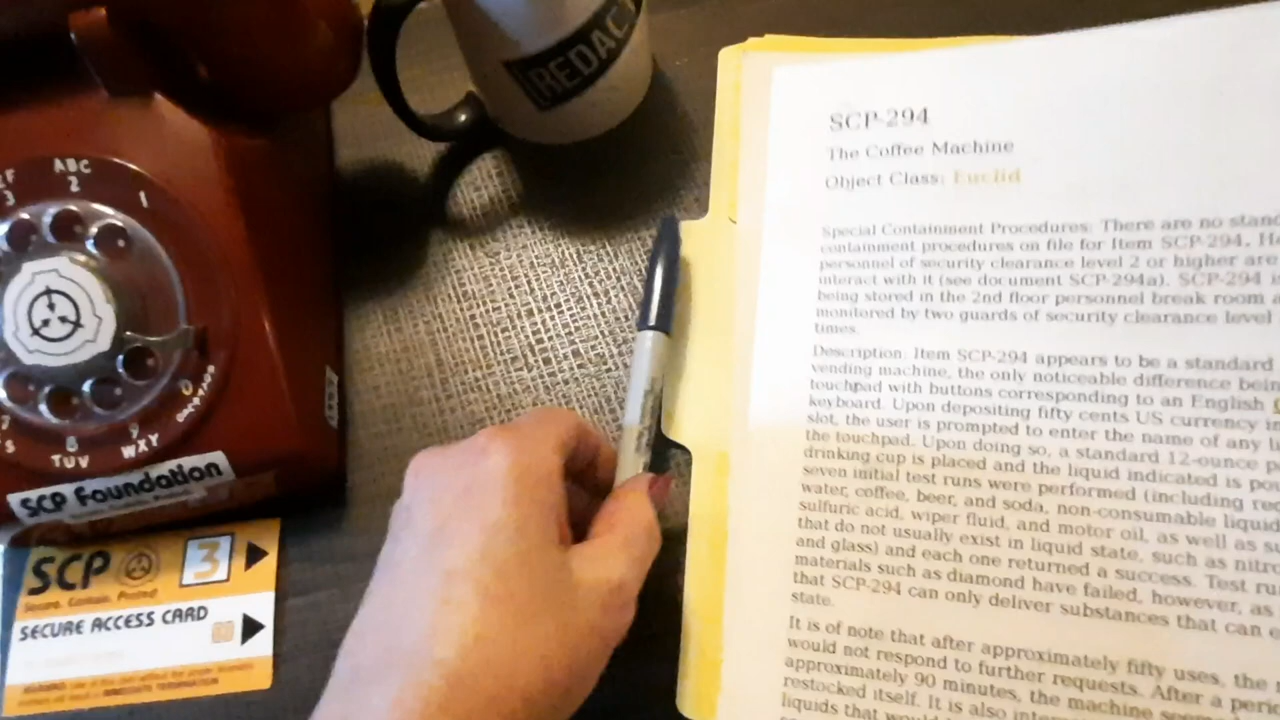 REDAC
ABC
2
1
3
7
S
8
TUV
9
WXY
0
OPERATOR
SCP Foundation
SCP
3
Secure. Contain. Protect.
SECURE ACCESS CARD
SCP-294
The Coffee Machine
Object Class: Euclid
Special Containment Procedures: There are no stand
containment procedures on file for Item SCP-294. H
personnel of security clearance level 2 or higher are
interact with it (see document SCP-294a). SCP-294 i
being stored in the 2nd floor personnel break room a
monitored by two guards of security clearance level
times.
Description: Item SCP-294 appears to be a standard
vending machine, the only noticeable difference bein
touchpad with buttons corresponding to an English
keyboard. Upon depositing fifty cents US currency in
slot, the user is prompted to enter the name of any li
the touchpad. Upon doing so, a standard 12-ounce p
drinking cup is placed and the liquid indicated is pou
seven initial test runs were performed (including req
water, coffee, beer, and soda, non-consumable liquid
sulfuric acid, wiper fluid, and motor oil, as well as su
that do not usually exist in liquid state, such as nitro
and glass) and each one returned a success. Test ru
materials such as diamond have failed, however, as
that SCP-294 can only deliver substances that can e
state.
It is of note that after approximately fifty uses, the
would not respond to further requests. After a perio
approximately 90 minutes, the machine s
restocked itself. It is also inter
liquids that would